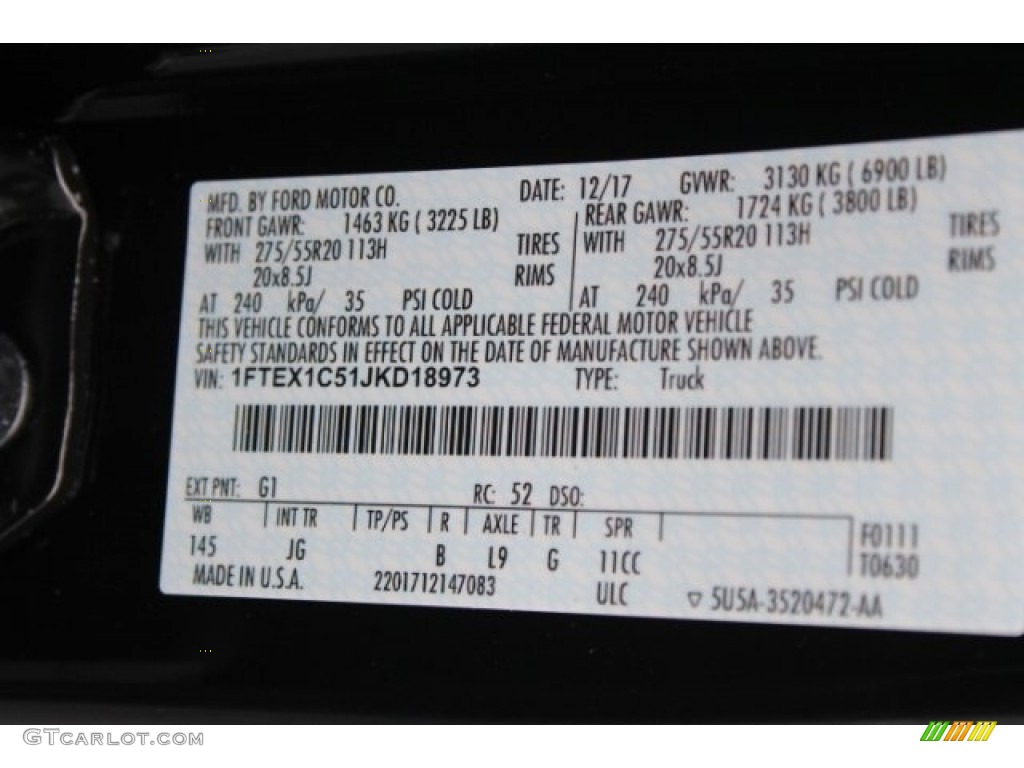 MFD. BY FORD MOTOR CO. DATE: 12/17 GVWR: 3130 KG ( 6900 LB)
FRONT GAWR: 1463 KG ( 3225 LB) REAR GAWR: 1724 KG ( 3800 LB)
WITH 275/55R20 113H TIRES WITH 275/55R20 113H TIRES
20x8.5J RIMS 20x8.5J RIMS
AT 240 kPa/ 35 PSI COLD AT 240 kPa/ 35 PSI COLD
THIS VEHICLE CONFORMS TO ALL APPLICABLE FEDERAL MOTOR VEHICLE
SAFETY STANDARDS IN EFFECT ON THE DATE OF MANUFACTURE SHOWN ABOVE.
VIN: 1FTEX1C51JKD18973 TYPE: Truck
EXT PNT: G1 RC: 52 DSO:
WB INT TR TP/PS R AXLE TR SPR F0111
145 JG B L9 G 11CC T0630
MADE IN U.S.A. 2201712147083 ULC ▽ 5U5A-3520472-AA
GTCARLOT.COM